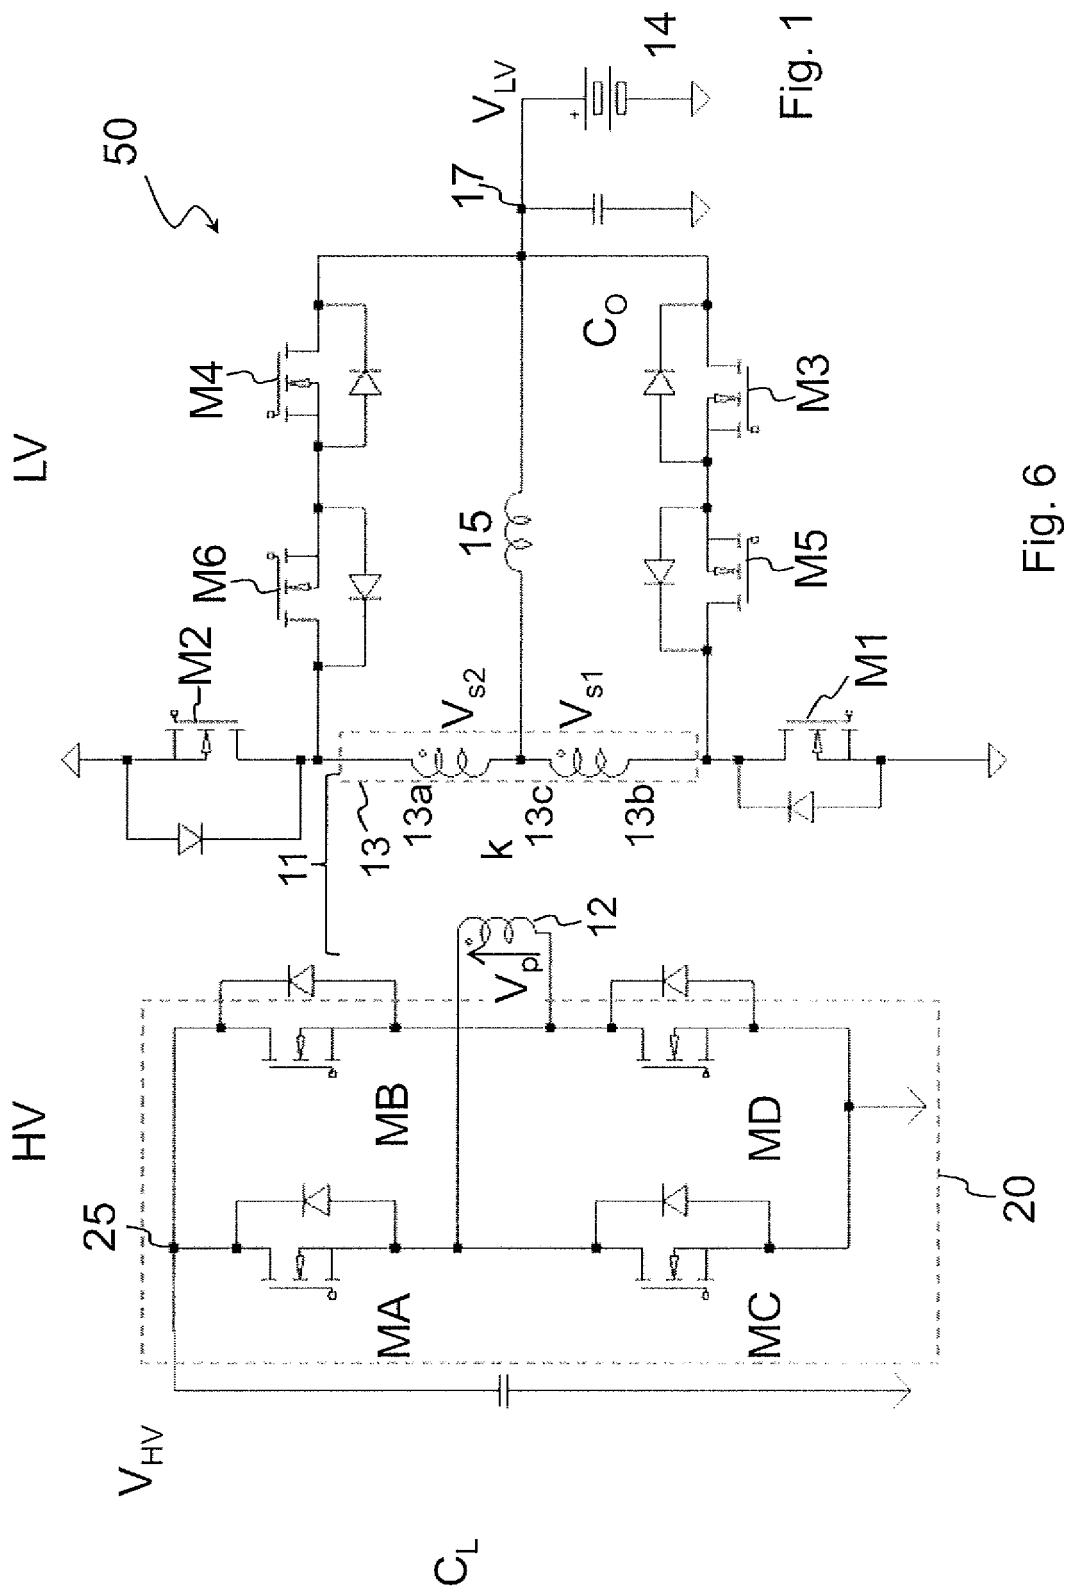 HV
LV
50
V_HV
25
MA
MB
MC
MD
20
C_L
11
12
V_p
k
13
13a
13c
13b
V_s2
V_s1
M2
M6
M4
15
M1
M5
M3
C_O
17
V_LV
14
Fig. 1
Fig. 6